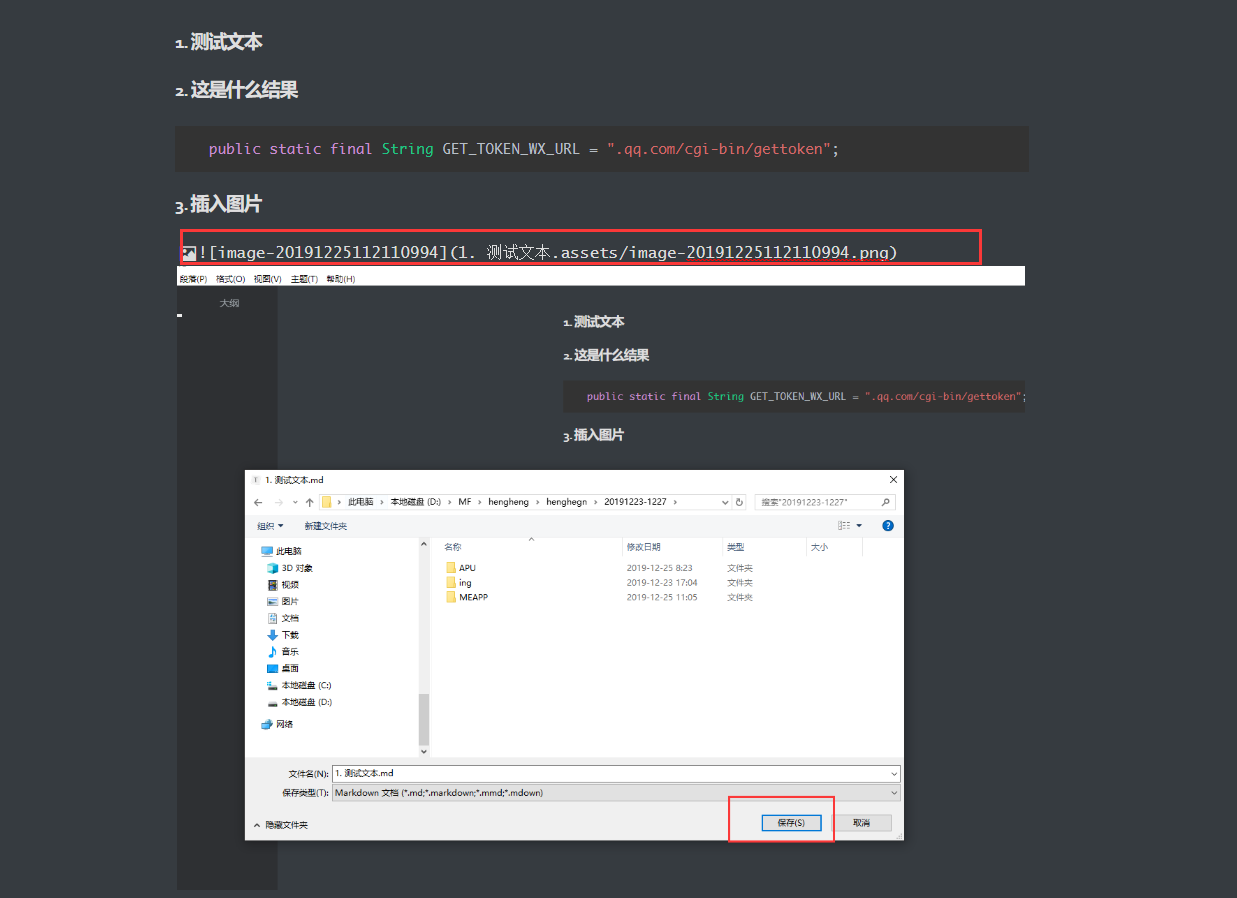 1. 测试文本
2. 这是什么结果
public static final String GET_TOKEN_WX_URL = ".qq.com/cgi-bin/gettoken";
3. 插入图片
![image-20191225112110994](1. 测试文本.assets/image-20191225112110994.png)
段落(P) 格式(O) 视图(V) 主题(T) 帮助(H)
大纲
1. 测试文本
2. 这是什么结果
public static final String GET_TOKEN_WX_URL = ".qq.com/cgi-bin/gettoken";
3. 插入图片
T 1. 测试文本.md
此电脑 › 本地磁盘 (D:) › MF › hengheng › henghegn › 20191223-1227 ›
搜索"20191223-1227"
组织 新建文件夹 ?
此电脑
3D 对象
视频
图片
文档
下载
音乐
桌面
本地磁盘 (C:)
本地磁盘 (D:)
网络
名称 修改日期 类型 大小
APU 2019-12-25 8:23 文件夹
ing 2019-12-23 17:04 文件夹
MEAPP 2019-12-25 11:05 文件夹
文件名(N): 1. 测试文本.md
保存类型(T): Markdown 文档 (*.md;*.markdown;*.mmd;*.mdown)
隐藏文件夹 保存(S) 取消